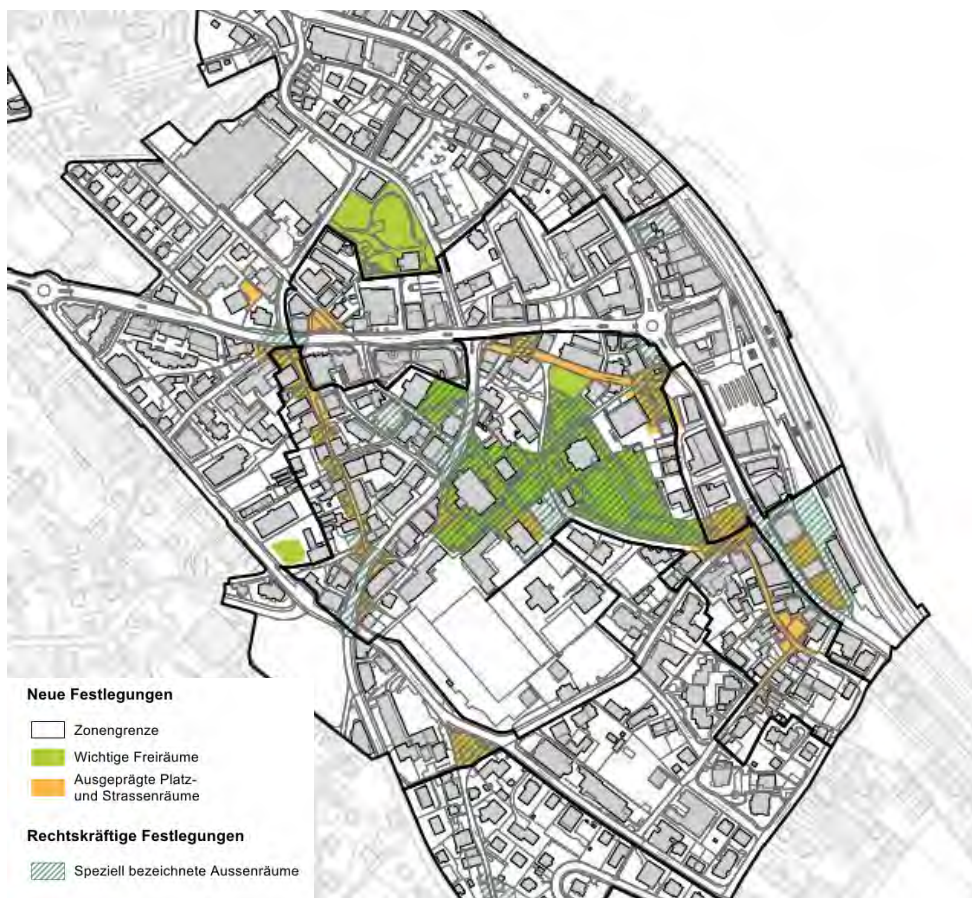 Neue Festlegungen
Zonengrenze
Wichtige Freiräume
Ausgeprägte Platz-
und Strassenräume
Rechtskräftige Festlegungen
Speziell bezeichnete Aussenräume